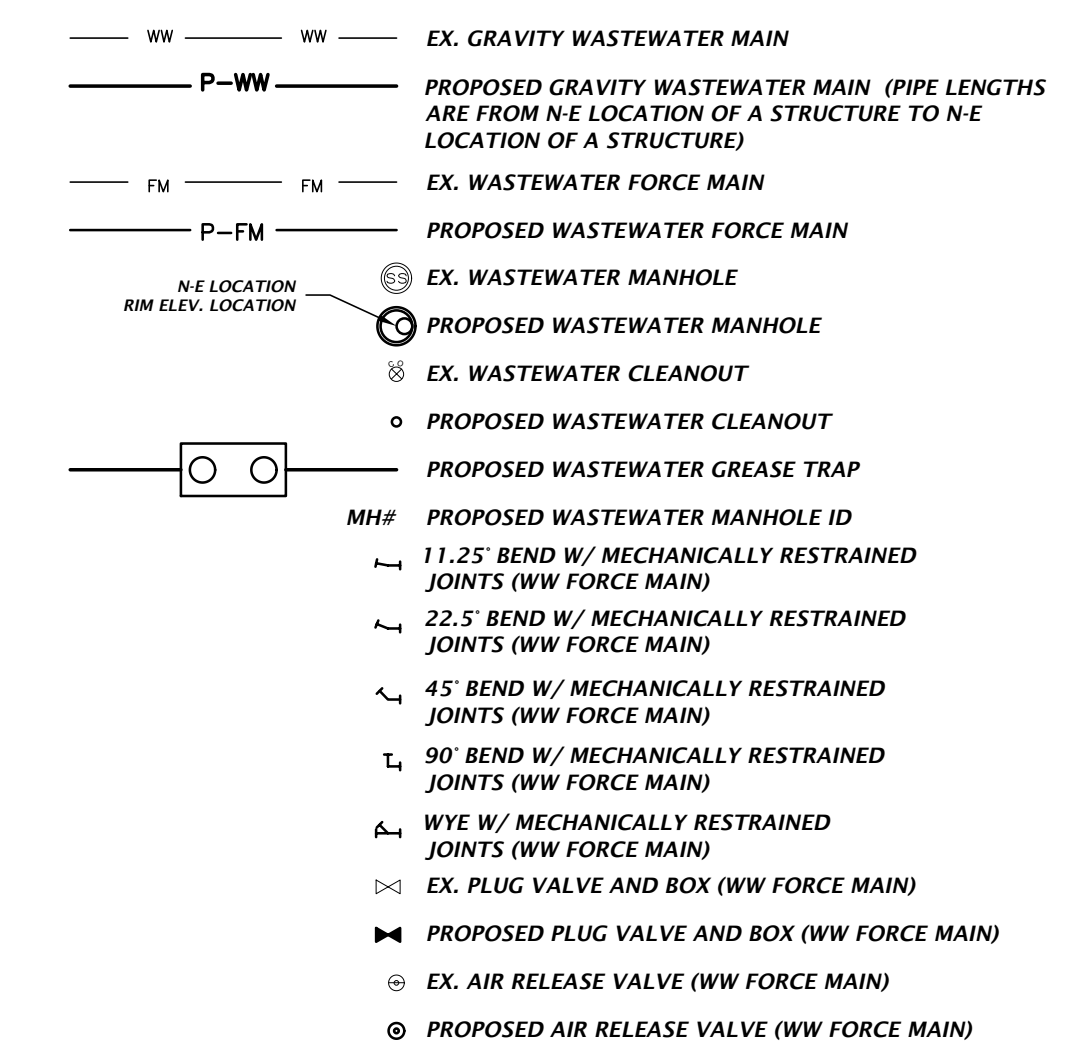 WW WW EX. GRAVITY WASTEWATER MAIN
P-WW PROPOSED GRAVITY WASTEWATER MAIN (PIPE LENGTHS
ARE FROM N-E LOCATION OF A STRUCTURE TO N-E
LOCATION OF A STRUCTURE)
FM FM EX. WASTEWATER FORCE MAIN
P-FM PROPOSED WASTEWATER FORCE MAIN
SS EX. WASTEWATER MANHOLE
N-E LOCATION
RIM ELEV. LOCATION
PROPOSED WASTEWATER MANHOLE
CO EX. WASTEWATER CLEANOUT
PROPOSED WASTEWATER CLEANOUT
PROPOSED WASTEWATER GREASE TRAP
MH# PROPOSED WASTEWATER MANHOLE ID
11.25° BEND W/ MECHANICALLY RESTRAINED
JOINTS (WW FORCE MAIN)
22.5° BEND W/ MECHANICALLY RESTRAINED
JOINTS (WW FORCE MAIN)
45° BEND W/ MECHANICALLY RESTRAINED
JOINTS (WW FORCE MAIN)
90° BEND W/ MECHANICALLY RESTRAINED
JOINTS (WW FORCE MAIN)
WYE W/ MECHANICALLY RESTRAINED
JOINTS (WW FORCE MAIN)
EX. PLUG VALVE AND BOX (WW FORCE MAIN)
PROPOSED PLUG VALVE AND BOX (WW FORCE MAIN)
EX. AIR RELEASE VALVE (WW FORCE MAIN)
PROPOSED AIR RELEASE VALVE (WW FORCE MAIN)